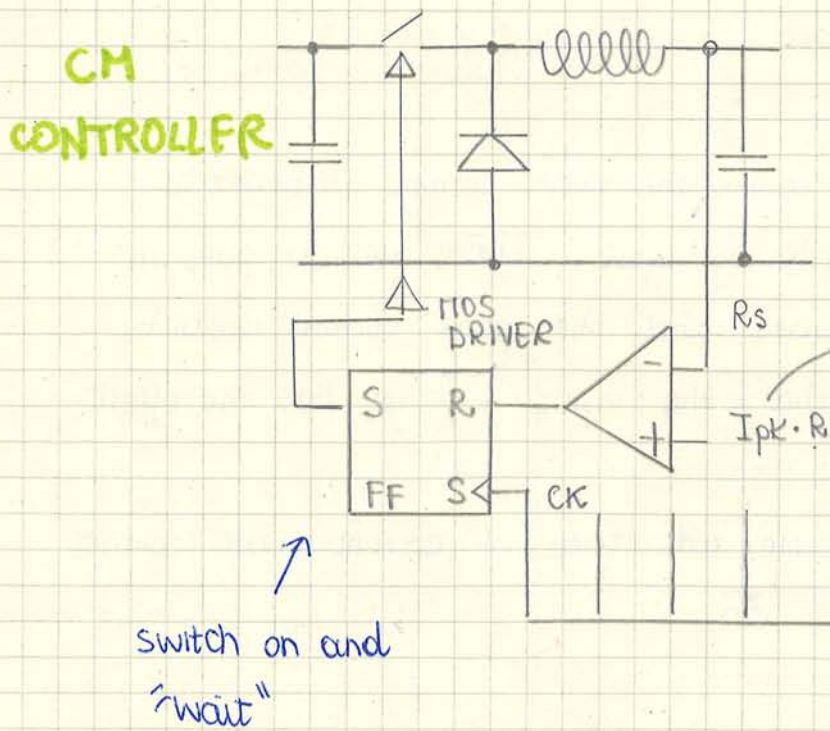 CM
CONTROLLER
MOS
DRIVER
Rs
S R
Ipk·R
FF S
CK
switch on and
"wait"